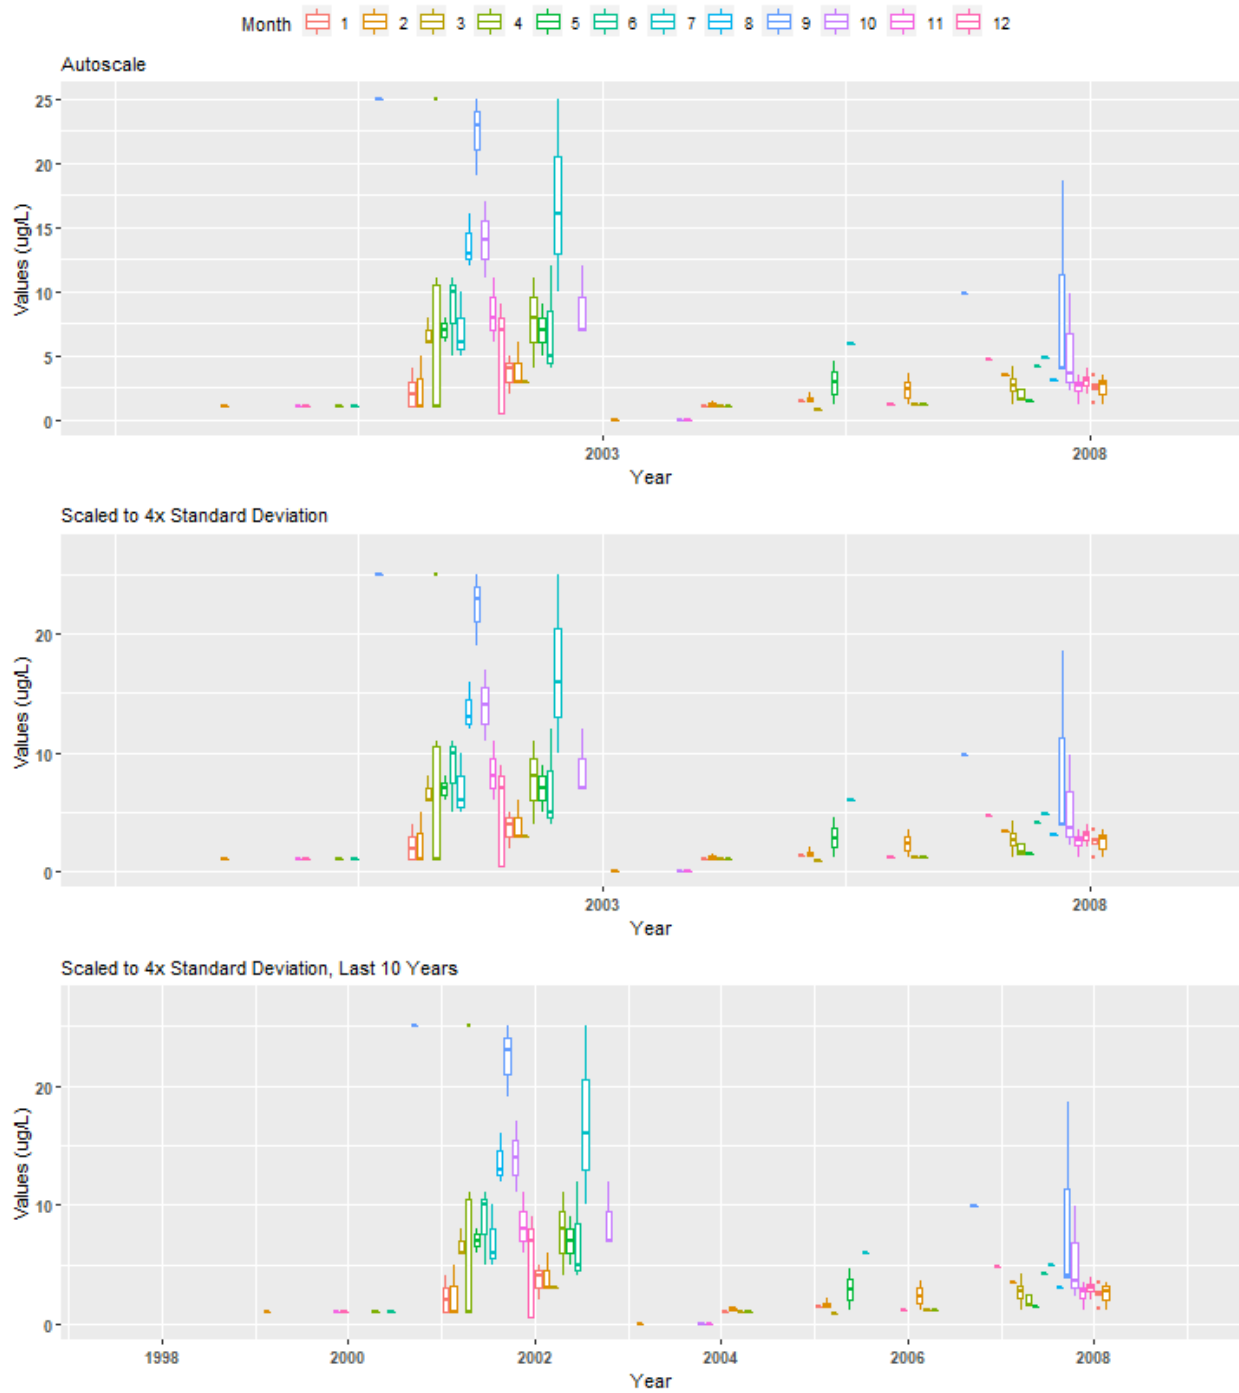 Month 1 2 3 4 5 6 7 8 9 10 11 12
Autoscale
25
20
15
10
5
0
Values (ug/L)
2003 2008
Year
Scaled to 4x Standard Deviation
20
10
0
Values (ug/L)
2003 2008
Year
Scaled to 4x Standard Deviation, Last 10 Years
20
10
0
Values (ug/L)
1998 2000 2002 2004 2006 2008
Year